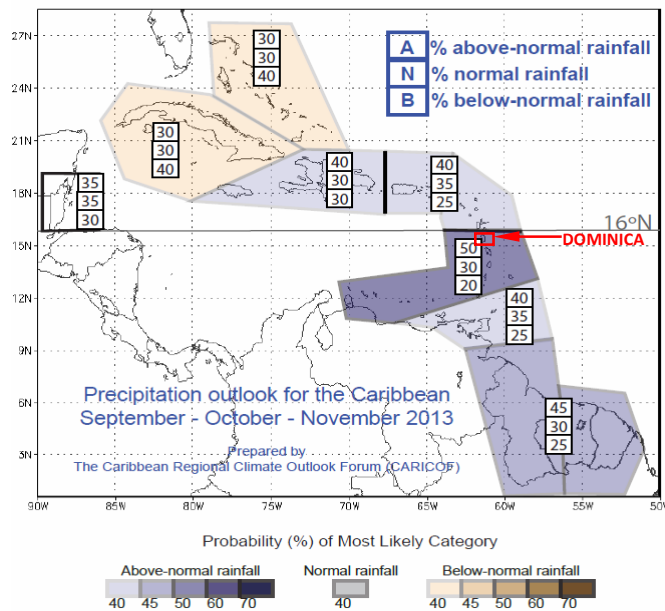 27N
24N
21N
18N
15N
12N
9N
6N
3N
A % above-normal rainfall
N % normal rainfall
B % below-normal rainfall
30
30
40
30
30
40
35
35
30
40
30
30
40
35
25
16ºN
DOMINICA
50
30
20
40
35
25
45
30
25
Precipitation outlook for the Caribbean
September - October - November 2013
Prepared by
The Caribbean Regional Climate Outlook Forum (CARICOF)
90W 85W 80W 75W 70W 65W 60W 55W 50W
Probability (%) of Most Likely Category
Above-normal rainfall Normal rainfall Below-normal rainfall
40 45 50 60 70 40 40 45 50 60 70